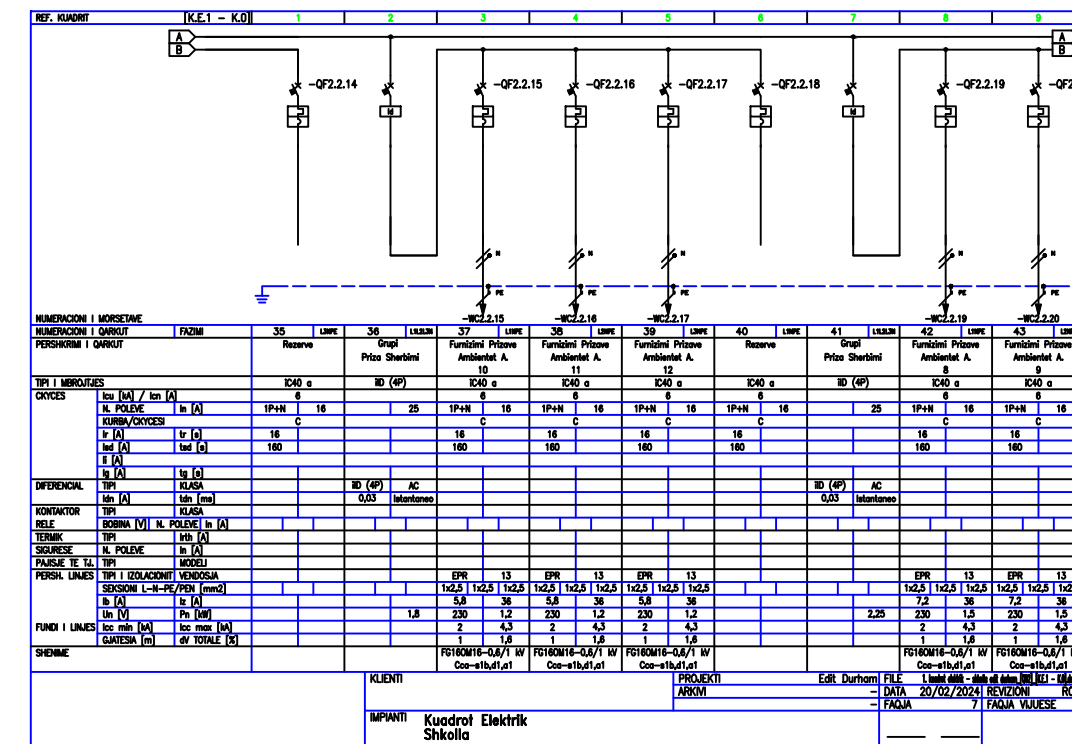 REF. KUADRIT [K.E.1 - K.0] 1 2 3 4 5 6 7 8 9
A A
B B
-QF2.2.14 -QF2.2.15 -QF2.2.16 -QF2.2.17 -QF2.2.18 -QF2.2.19
Id Id
N N N N N
PE PE PE PE PE
NUMERACIONI I MORSETAVE -WC2.2.15 -WC2.2.16 -WC2.2.17 -WC2.2.19 -WC2.2.20
NUMERACIONI I QARKUT FAZIMI 35 L3NPE 36 L1L2L3N 37 L1NPE 38 L2NPE 39 L3NPE 40 L1NPE 41 L1L2L3N 42 L1NPE 43 L2NPE
PERSHKRIMI I QARKUT Rezerve Grupi Furnizimi Prizave Furnizimi Prizave Furnizimi Prizave Rezerve Grupi Furnizimi Prizave Furnizimi
Priza Sherbimi Ambientet A. Ambientet A. Ambientet A. Priza Sherbimi Ambientet A. Ambientet A.
10 11 12 8 9
TIPI I MBROJTJES iC40 a iID (4P) iC40 a iC40 a iC40 a iC40 a iID (4P) iC40 a iC40 a
CKYCES Icu [kA] / Icn [A] 6 6 6 6 6 6 6
N. POLEVE In [A] 1P+N 16 25 1P+N 16 1P+N 16 1P+N 16 1P+N 16 25 1P+N 16 1P+N 16
KURBA/CKYCESI C C C C C C C
Ir [A] tr [s] 16 16 16 16 16 16 16
Isd [A] tsd [s] 160 160 160 160 160 160 160
Ii [A]
Ig [A] tg [s]
DIFERENCIAL TIPI KLASA iID (4P) AC iID (4P) AC
Idn [A] tdn [ms] 0,03 Istantaneo 0,03 Istantaneo
KONTAKTOR TIPI KLASA
RELE BOBINA [V] N. POLEVE In [A]
TERMIK TIPI Irth [A]
SIGURESE N. POLEVE In [A]
PAJISJE TE TJ. TIPI MODELI
PERSH. LINJES TIPI I IZOLACIONIT VENDOSJA EPR 13 EPR 13 EPR 13 EPR 13 EPR 13
SEKSIONI L-N-PE/PEN [mm2] 1x2,5 1x2,5 1x2,5 1x2,5 1x2,5 1x2,5 1x2,5 1x2,5 1x2,5 1x2,5 1x2,5 1x2,5 1x2,5 1x2,5
Ib [A] Iz [A] 5,8 36 5,8 36 5,8 36 7,2 36 7,2 36
Un [V] Pn [kW] 1,8 230 1,2 230 1,2 230 1,2 2,25 230 1,5 230 1,5
FUNDI I LINJES Icc min [kA] Icc max [kA] 2 4,3 2 4,3 2 4,3 2 4,3 2 4,3
GJATESIA [m] dV TOTALE [%] 1 1,6 1 1,6 1 1,6 1 1,6 1 1,6
SHENIME FG16OM16-0,6/1 kV FG16OM16-0,6/1 kV FG16OM16-0,6/1 kV FG16OM16-0,6/1 kV FG16OM16-0,6/1
Cca-s1b,d1,a1 Cca-s1b,d1,a1 Cca-s1b,d1,a1 Cca-s1b,d1,a1 Cca-s1b,d1,a1
KLIENTI PROJEKTI Edit Durham FILE
ARKIVI - DATA 20/02/2024 REVIZIONI
- FAQJA 7 FAQJA VIJUESE
IMPIANTI Kuadrot Elektrik
Shkolla